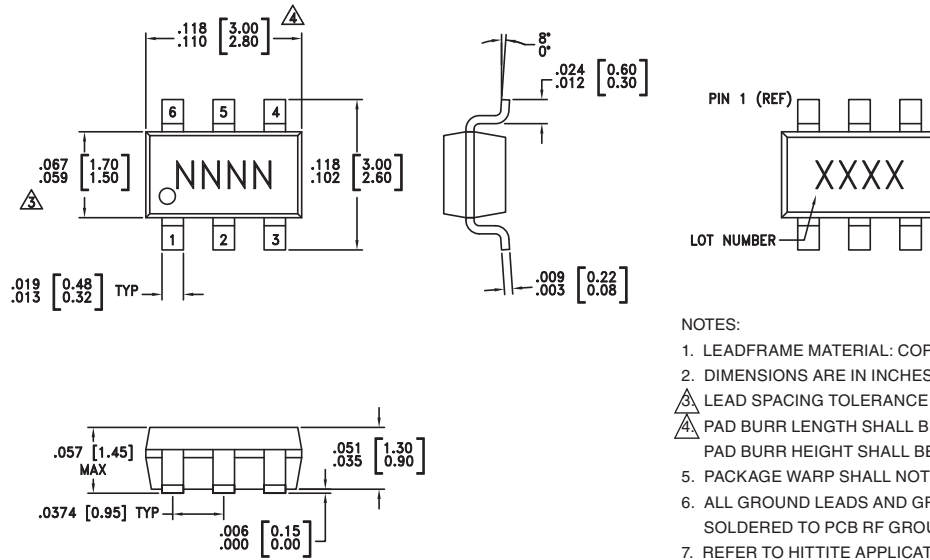 .118 [3.00]
.110 [2.80]
4
6 5 4
.067 [1.70]
.059 [1.50]
3
NNNN
.118 [3.00]
.102 [2.60]
1 2 3
.019 [0.48]
.013 [0.32]
TYP
8°
0°
.024 [0.60]
.012 [0.30]
.009 [0.22]
.003 [0.08]
PIN 1 (REF)
XXXX
LOT NUMBER
.057 [1.45]
MAX
.051 [1.30]
.035 [0.90]
.0374 [0.95] TYP
.006 [0.15]
.000 [0.00]
NOTES:
1. LEADFRAME MATERIAL: COP
2. DIMENSIONS ARE IN INCHES
3. LEAD SPACING TOLERANCE
4. PAD BURR LENGTH SHALL B
PAD BURR HEIGHT SHALL BE
5. PACKAGE WARP SHALL NOT
6. ALL GROUND LEADS AND GR
SOLDERED TO PCB RF GROU
7. REFER TO HITTITE APPLICAT